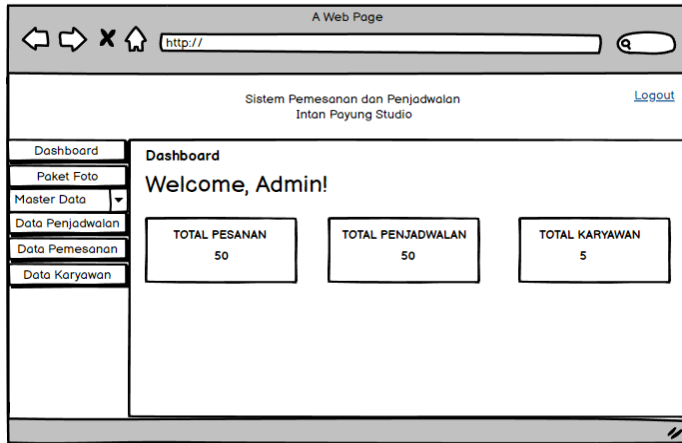 A Web Page
http://
Sistem Pemesanan dan Penjadwalan
Intan Payung Studio
Logout
Dashboard
Paket Foto
Master Data
Data Penjadwalan
Data Pemesanan
Data Karyawan
Dashboard
Welcome, Admin!
TOTAL PESANAN
50
TOTAL PENJADWALAN
50
TOTAL KARYAWAN
5